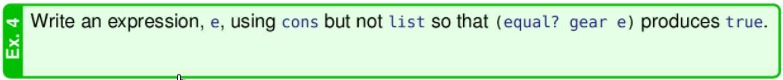 Ex. 4
Write an expression, e, using cons but not list so that (equal? gear e) produces true.